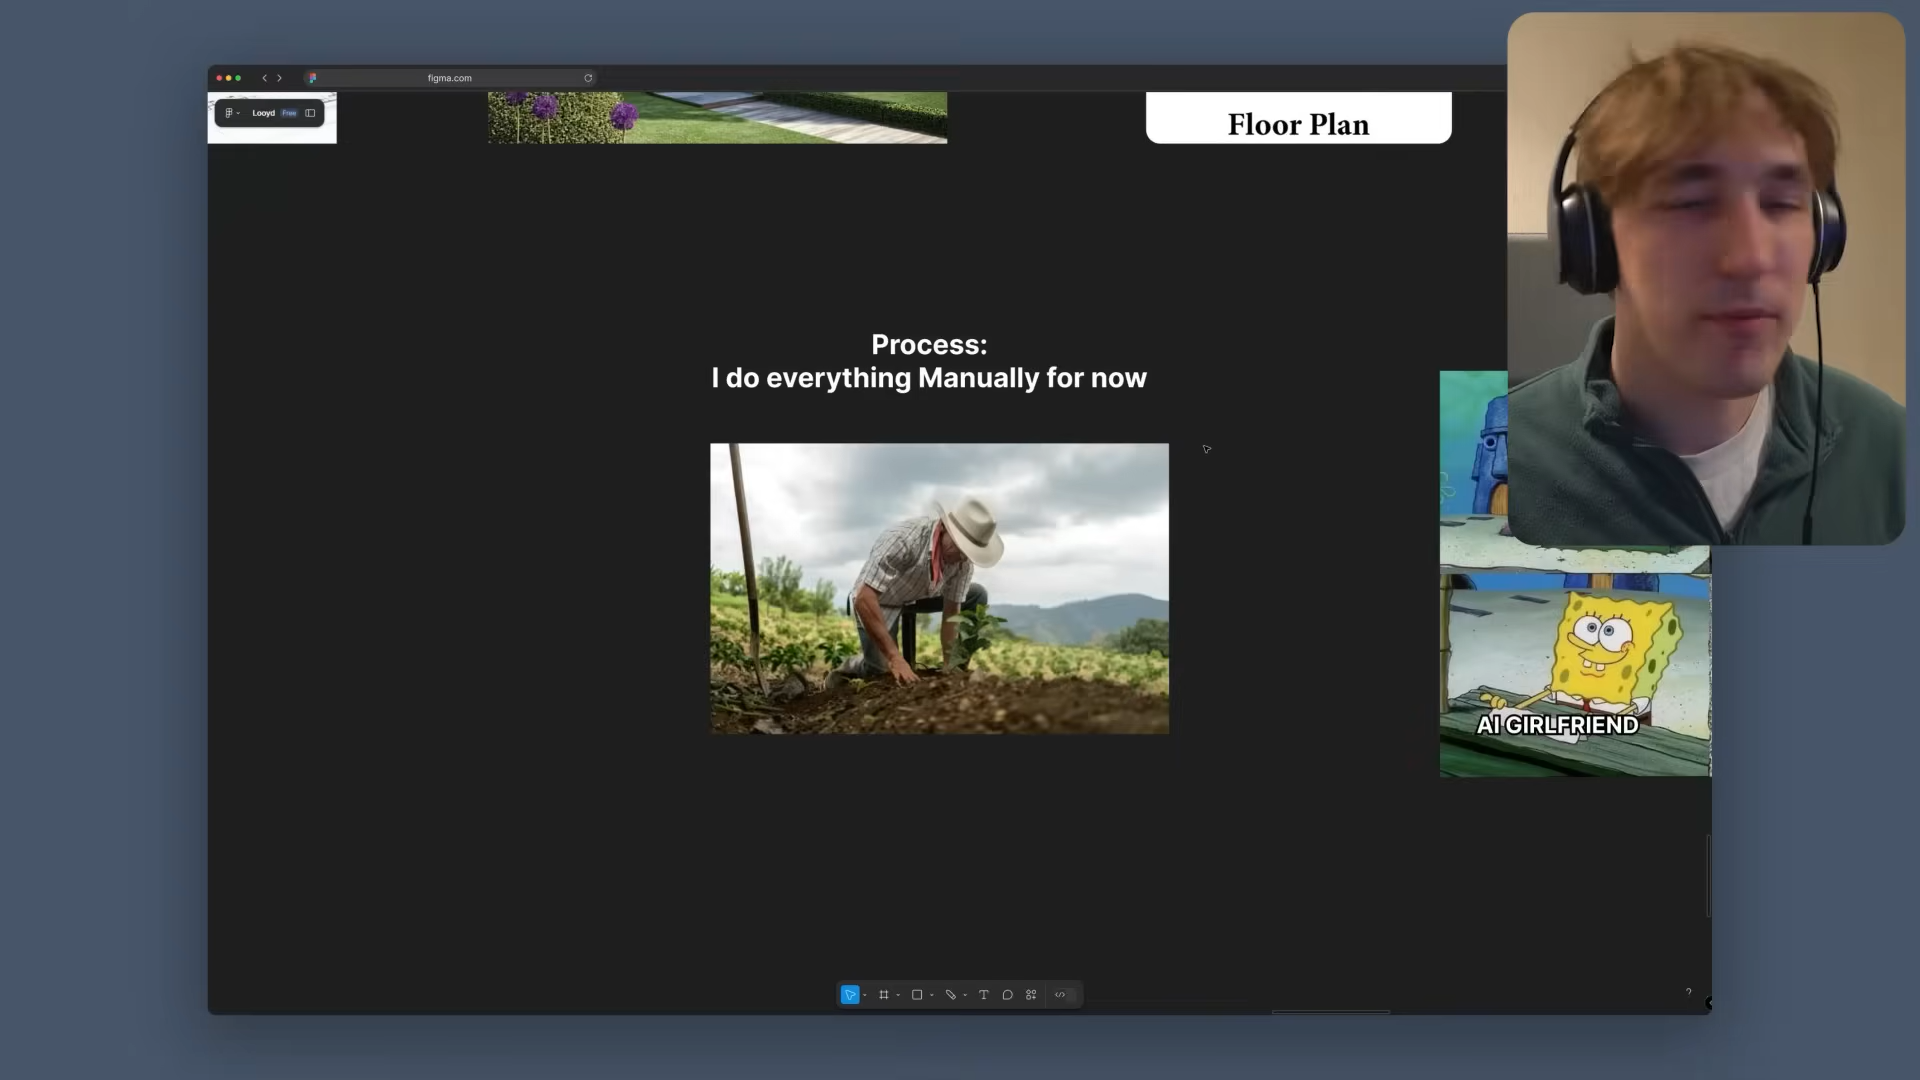 figma.com
Looyd Free
Floor Plan
Process:
I do everything Manually for now
AI GIRLFRIEND
?